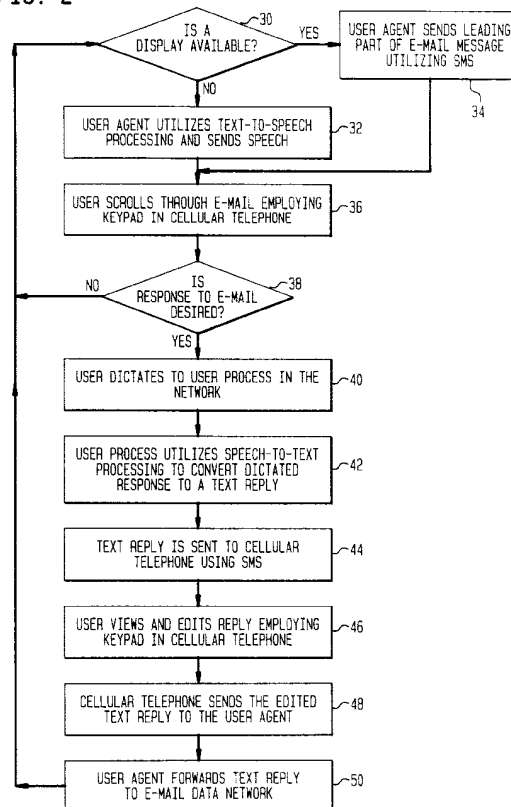 FIG. 2
IS A
DISPLAY AVAILABLE?
30
YES
NO
USER AGENT SENDS LEADING
PART OF E-MAIL MESSAGE
UTILIZING SMS
34
USER AGENT UTILIZES TEXT-TO-SPEECH
PROCESSING AND SENDS SPEECH
32
USER SCROLLS THROUGH E-MAIL EMPLOYING
KEYPAD IN CELLULAR TELEPHONE
36
IS
RESPONSE TO E-MAIL
DESIRED?
38
NO
YES
USER DICTATES TO USER PROCESS IN THE
NETWORK
40
USER PROCESS UTILIZES SPEECH-TO-TEXT
PROCESSING TO CONVERT DICTATED
RESPONSE TO A TEXT REPLY
42
TEXT REPLY IS SENT TO CELLULAR
TELEPHONE USING SMS
44
USER VIEWS AND EDITS REPLY EMPLOYING
KEYPAD IN CELLULAR TELEPHONE
46
CELLULAR TELEPHONE SENDS THE EDITED
TEXT REPLY TO THE USER AGENT
48
USER AGENT FORWARDS TEXT REPLY
TO E-MAIL DATA NETWORK
50